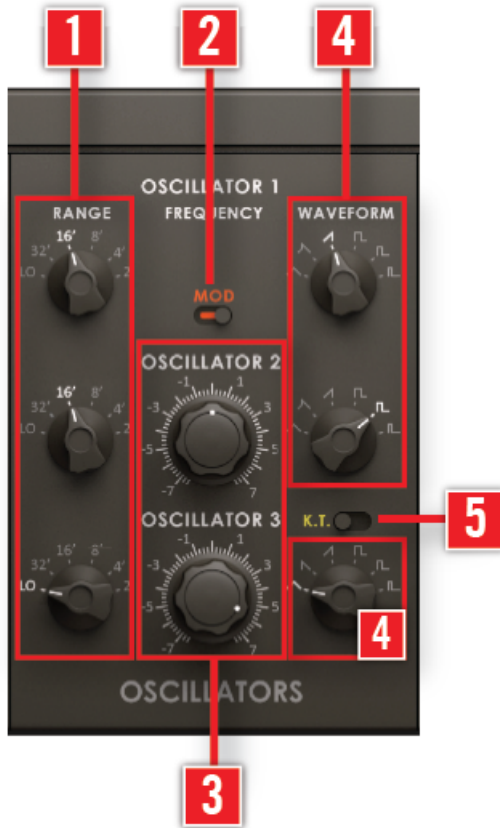 1 2 4
OSCILLATOR 1
RANGE FREQUENCY WAVEFORM
LO 32' 16' 8' 4' 2
MOD
OSCILLATOR 2
-7 -5 -3 -1 1 3 5 7
LO 32' 16' 8' 4' 2
OSCILLATOR 3
K.T. 5
-7 -5 -3 -1 1 3 5 7
LO 32' 16' 8' 4' 2
4
OSCILLATORS
3